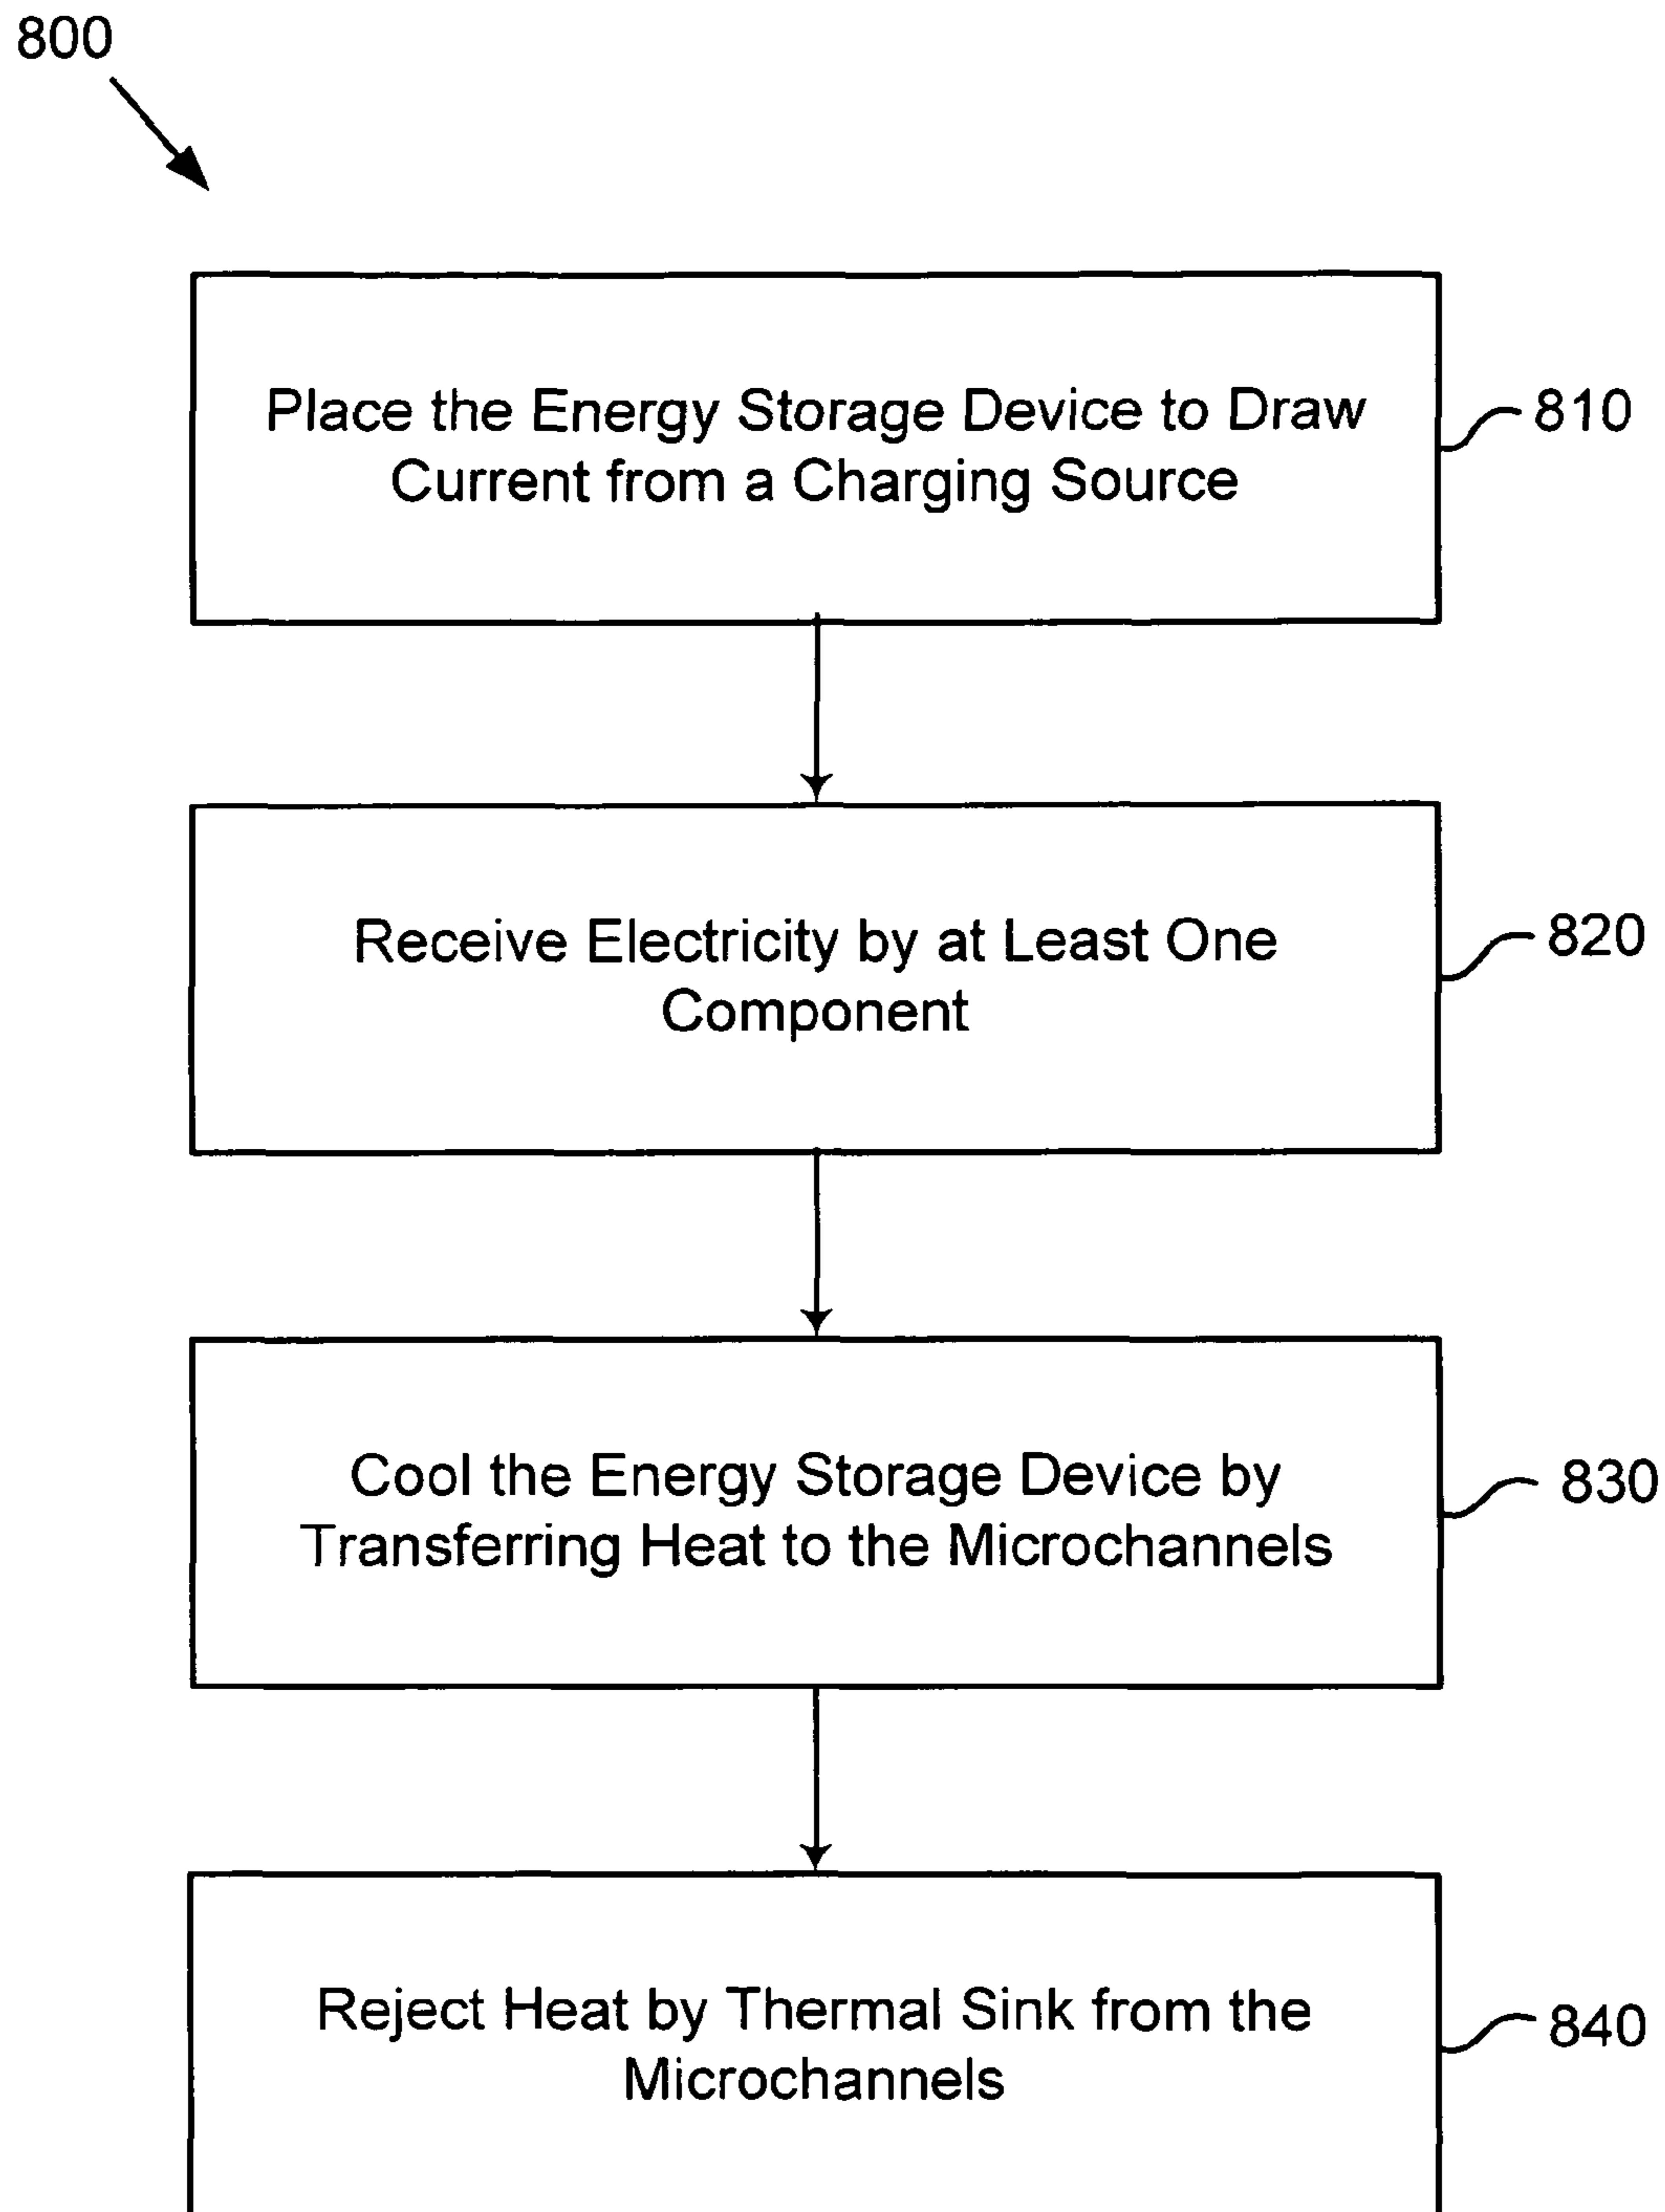 800
Place the Energy Storage Device to Draw
Current from a Charging Source
810
Receive Electricity by at Least One
Component
820
Cool the Energy Storage Device by
Transferring Heat to the Microchannels
830
Reject Heat by Thermal Sink from the
Microchannels
840